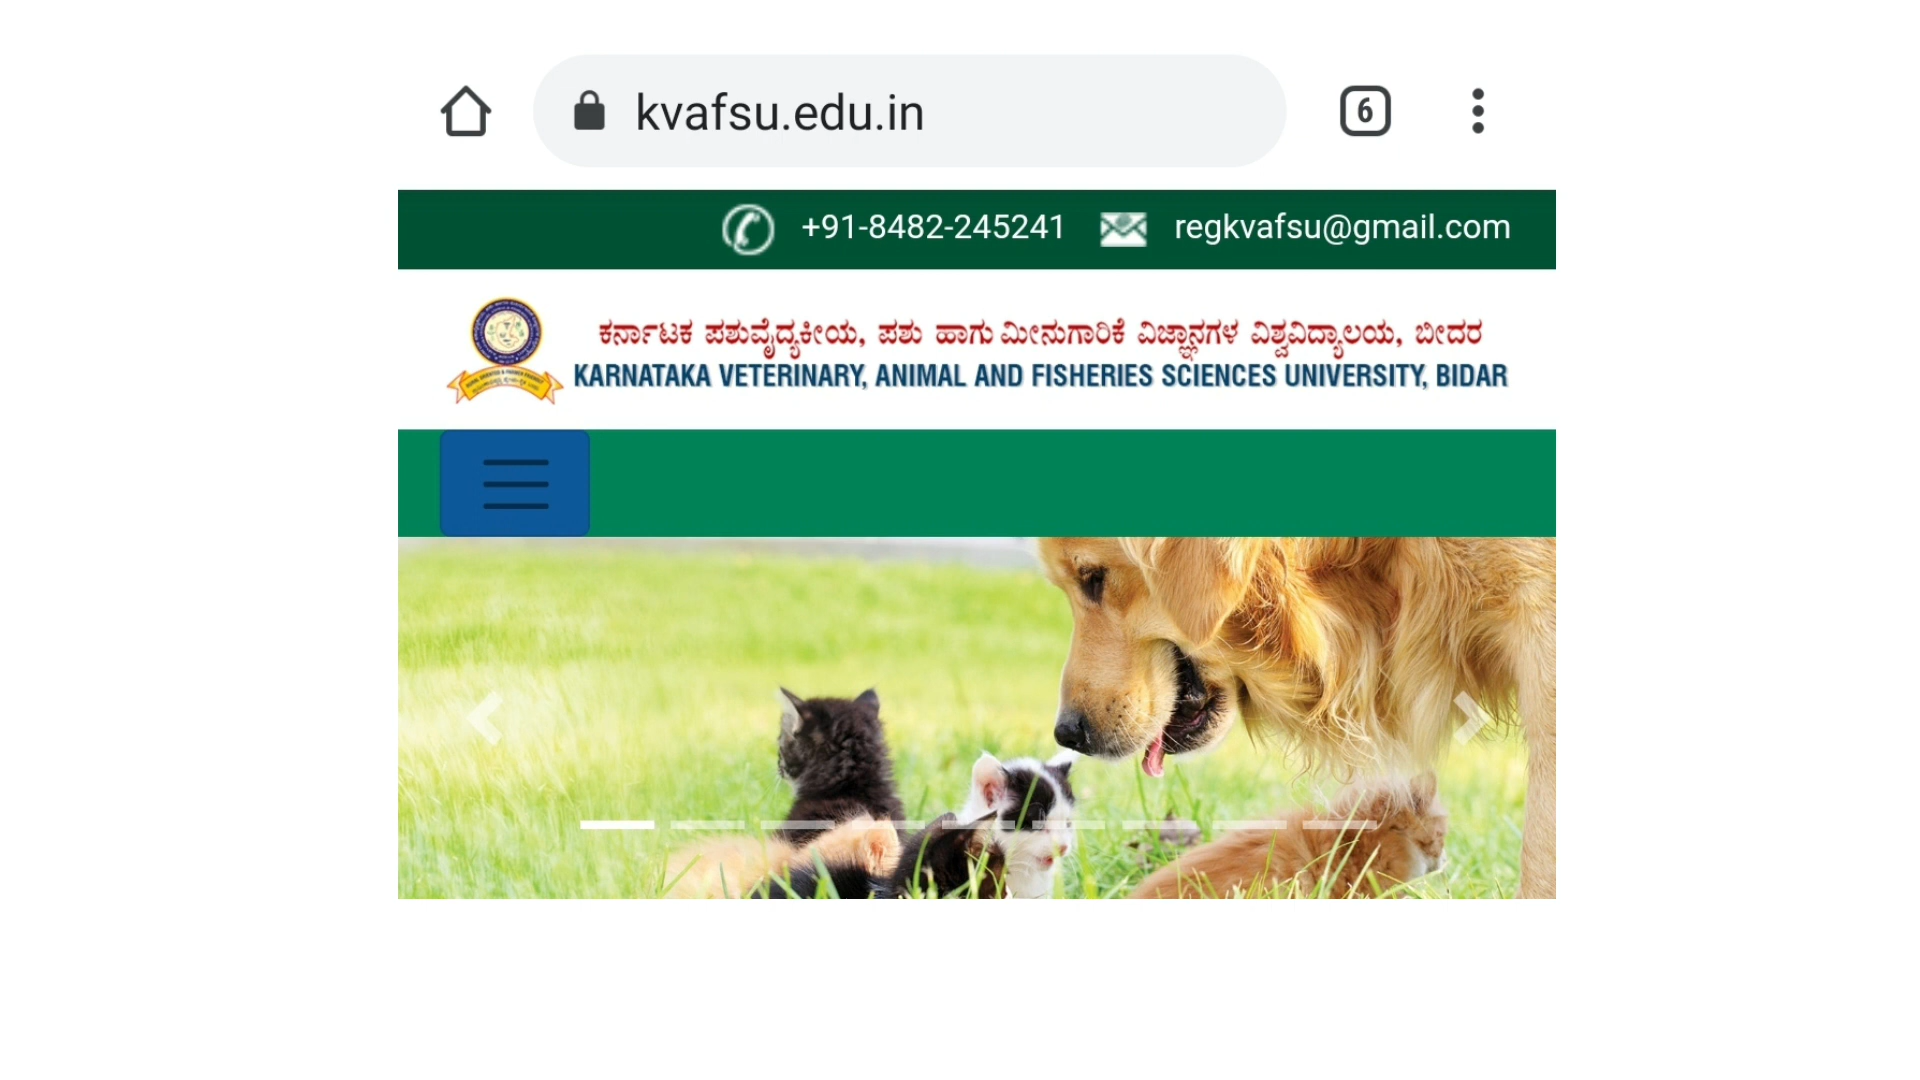 kvafsu.edu.in
6
+91-8482-245241 regkvafsu@gmail.com
ಕರ್ನಾಟಕ ಪಶುವೈದ್ಯಕೀಯ, ಪಶು ಹಾಗು ಮೀನುಗಾರಿಕೆ ವಿಜ್ಞಾನಗಳ ವಿಶ್ವವಿದ್ಯಾಲಯ, ಬೀದರ
KARNATAKA VETERINARY, ANIMAL AND FISHERIES SCIENCES UNIVERSITY, BIDAR